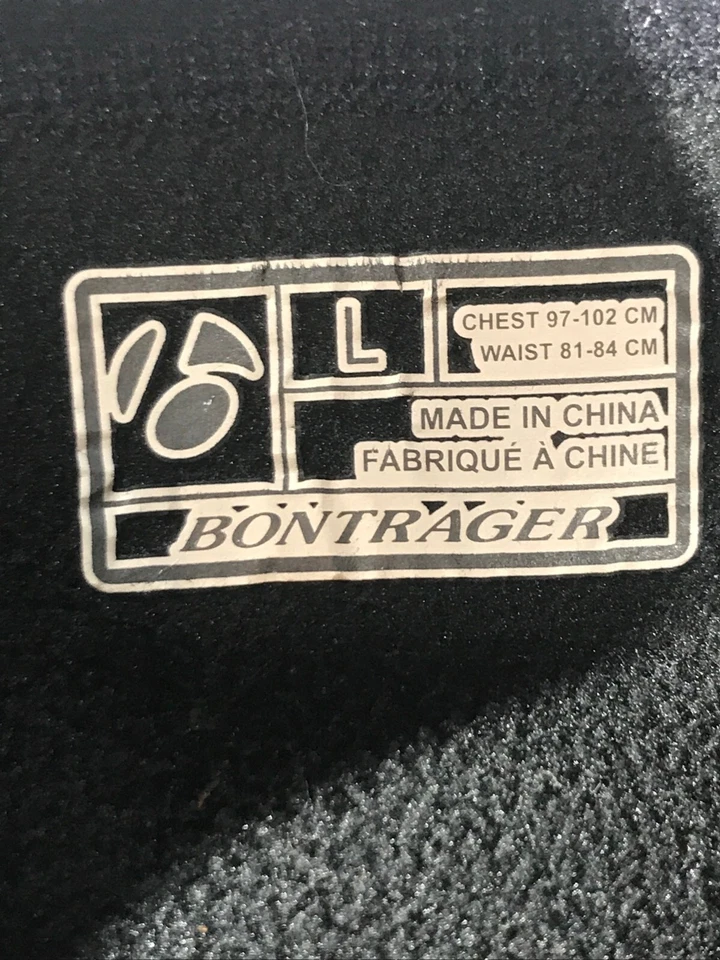 L
CHEST 97-102 CM
WAIST 81-84 CM
MADE IN CHINA
FABRIQUÉ À CHINE
BONTRAGER